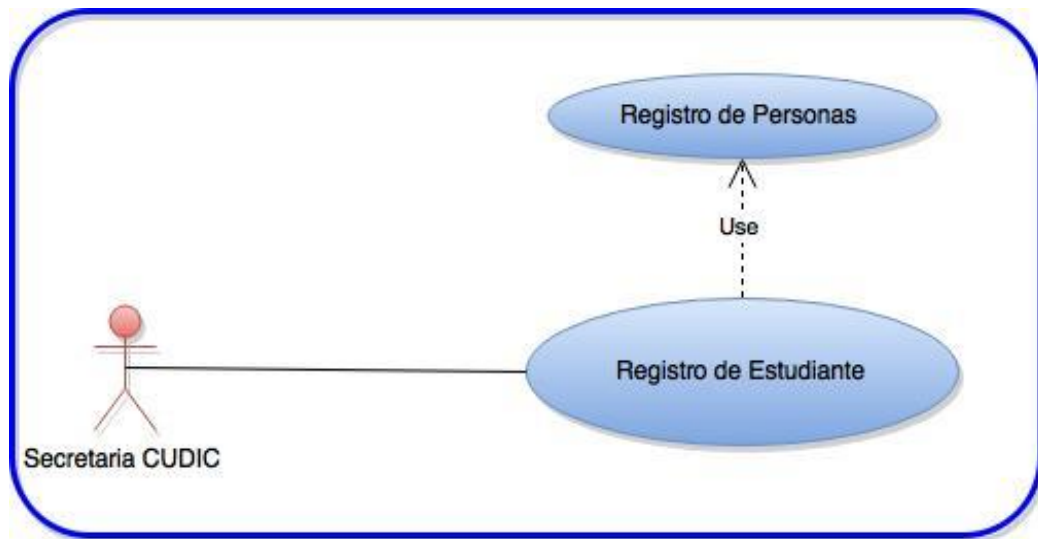 Registro de Personas
Use
Registro de Estudiante
Secretaria CUDIC